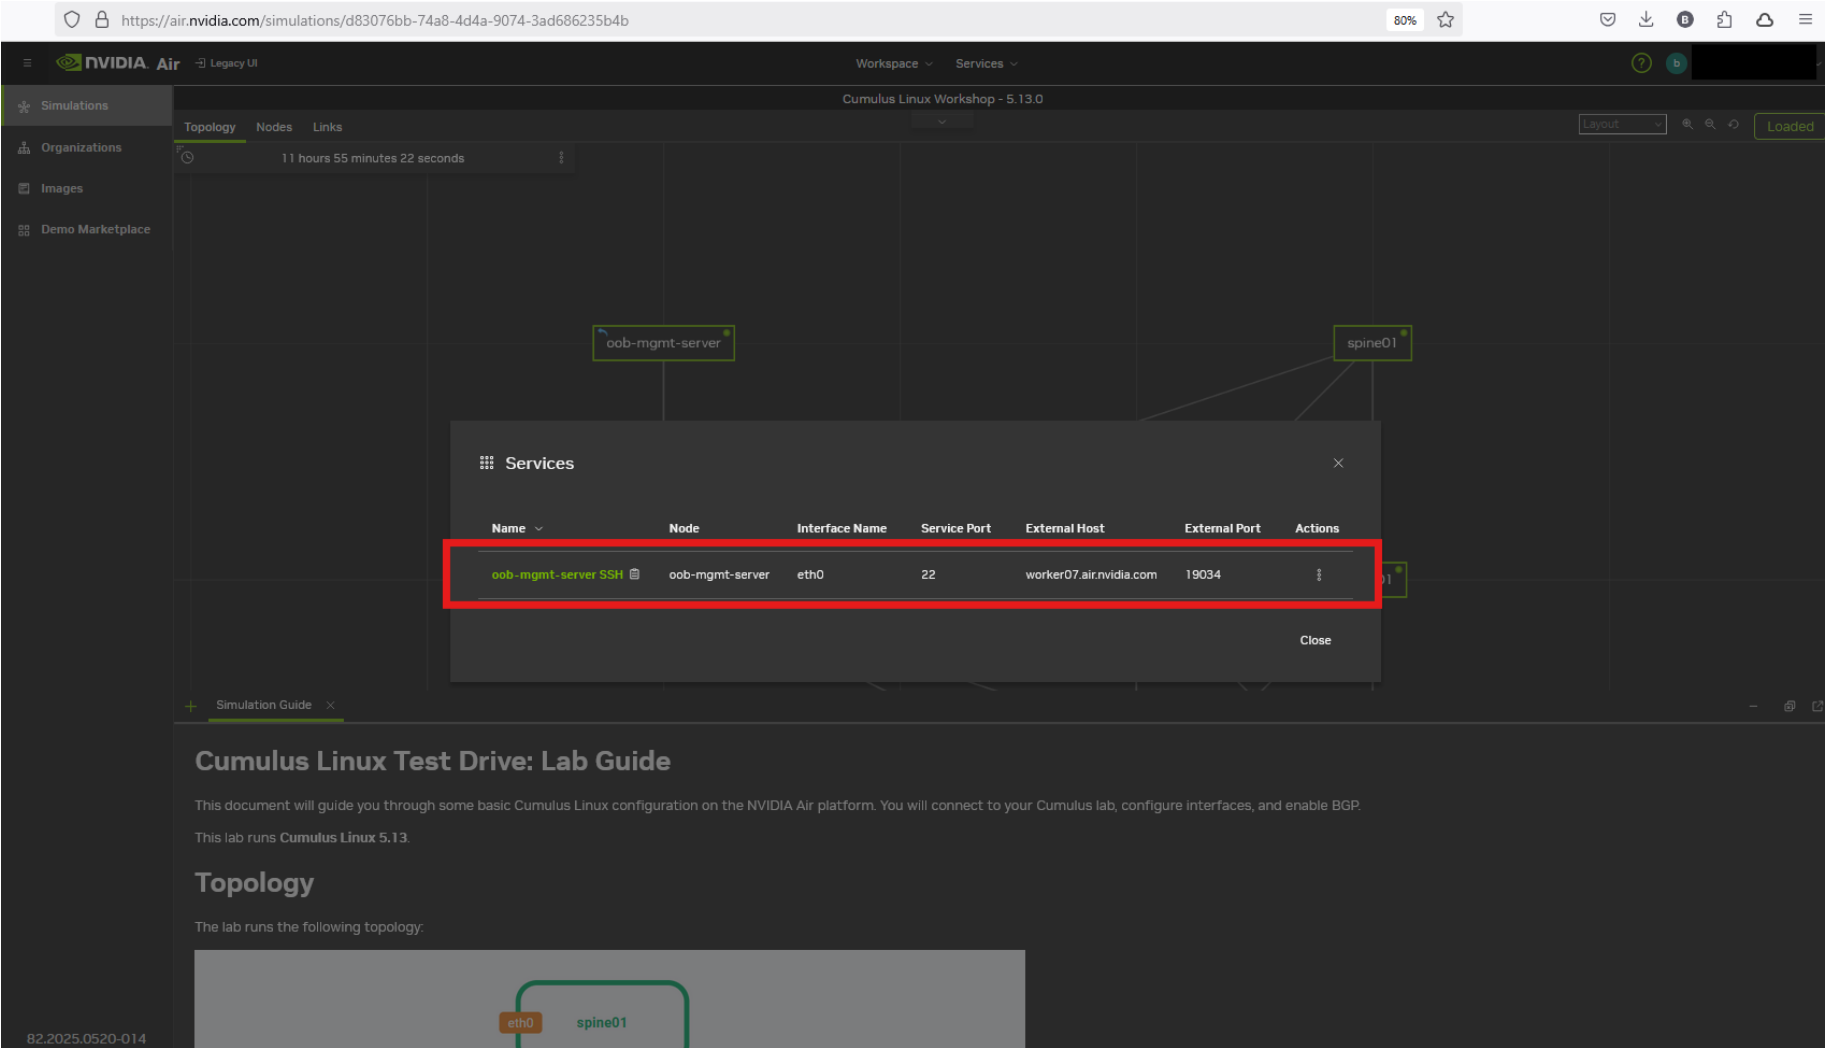 https://air.nvidia.com/simulations/d83076bb-74a8-4d4a-9074-3ad686235b4b
80%
B
NVIDIA. Air
Legacy UI
Workspace
Services
?
b
Simulations
Organizations
Images
Demo Marketplace
Cumulus Linux Workshop - 5.13.0
Topology
Nodes
Links
Layout
Loaded
11 hours 55 minutes 22 seconds
oob-mgmt-server
spine01
Services
Name
Node
Interface Name
Service Port
External Host
External Port
Actions
oob-mgmt-server SSH
oob-mgmt-server
eth0
22
worker07.air.nvidia.com
19034
Close
Simulation Guide
Cumulus Linux Test Drive: Lab Guide
This document will guide you through some basic Cumulus Linux configuration on the NVIDIA Air platform. You will connect to your Cumulus lab, configure interfaces, and enable BGP.
This lab runs Cumulus Linux 5.13.
Topology
The lab runs the following topology:
eth0
spine01
82.2025.0520-014